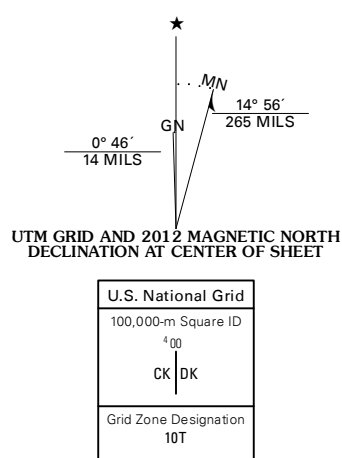 ★
MN
GN
0° 46´
14 MILS
14° 56´
265 MILS
UTM GRID AND 2012 MAGNETIC NORTH
DECLINATION AT CENTER OF SHEET
U.S. National Grid
100,000-m Square ID
⁴00
CK DK
Grid Zone Designation
10T